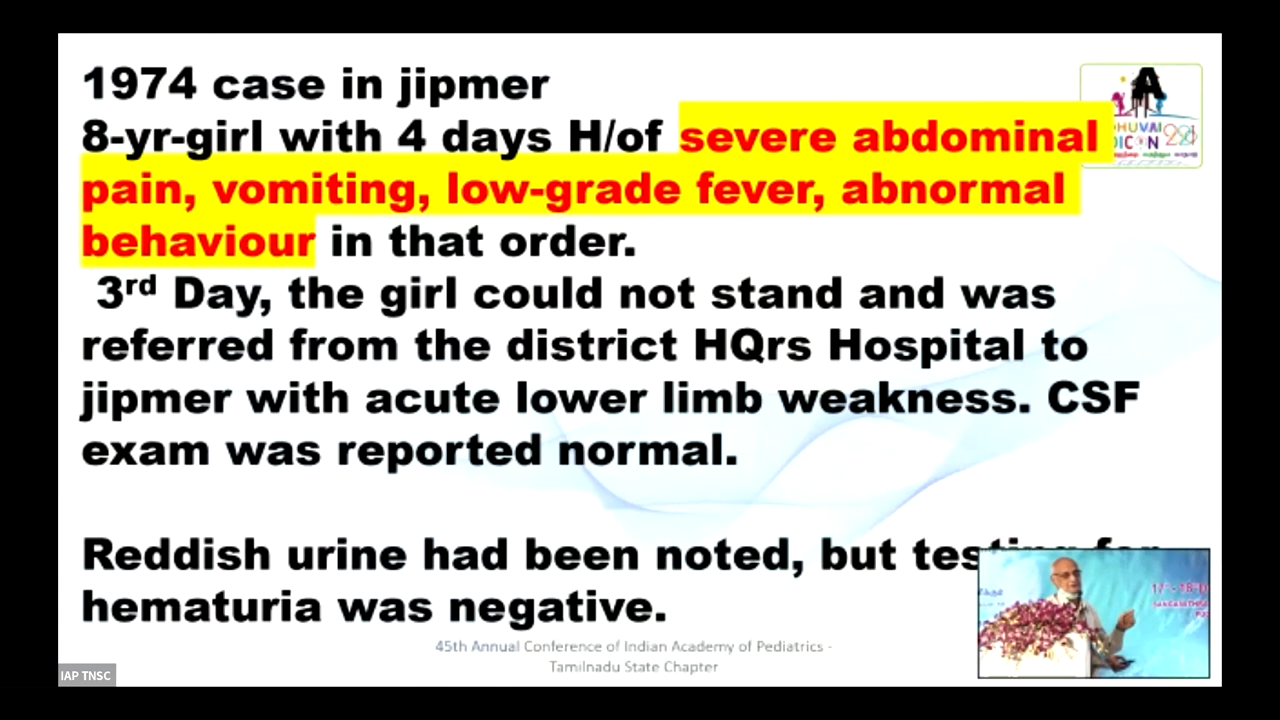 1974 case in jipmer
8-yr-girl with 4 days H/of severe abdominal
pain, vomiting, low-grade fever, abnormal
behaviour in that order.
3rd Day, the girl could not stand and was
referred from the district HQrs Hospital to
jipmer with acute lower limb weakness. CSF
exam was reported normal.
Reddish urine had been noted, but testing for
hematuria was negative.
45th Annual Conference of Indian Academy of Pediatrics -
Tamilnadu State Chapter
IAP TNSC